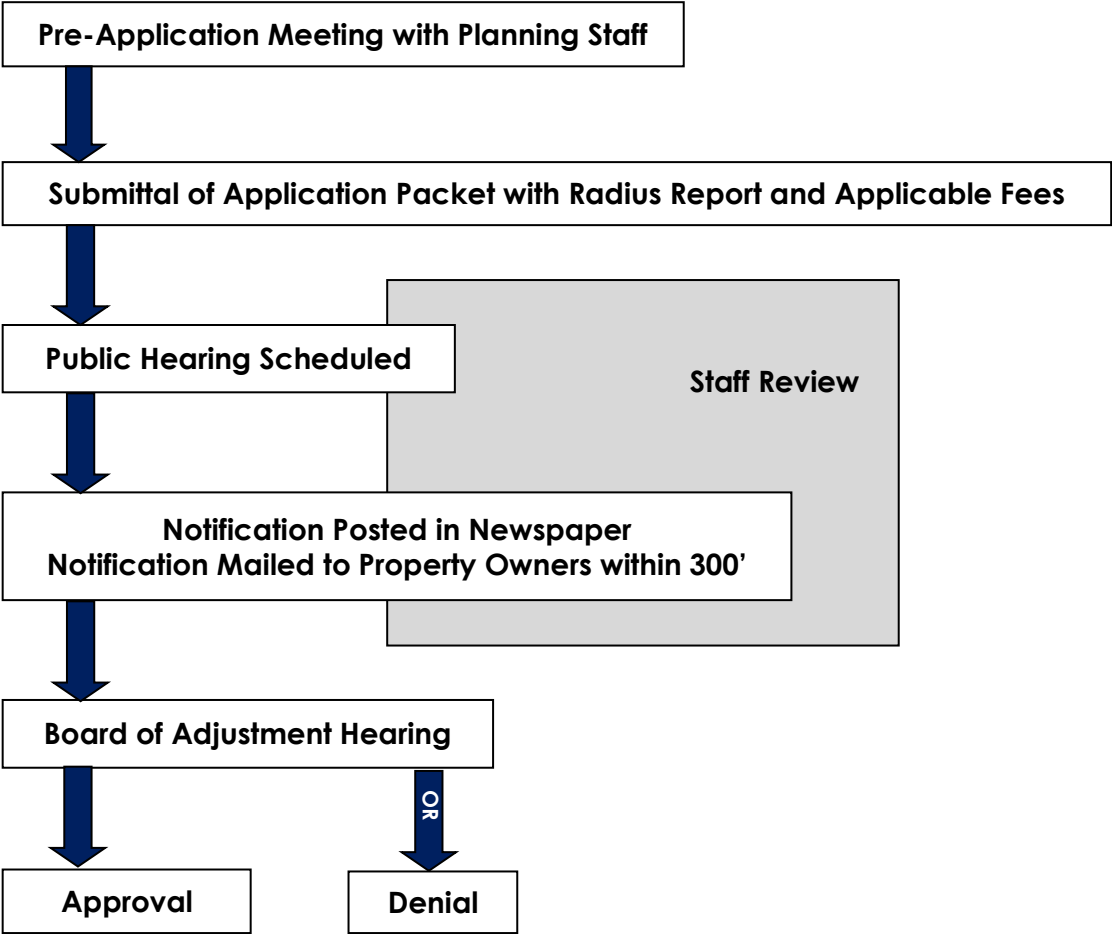 Pre-Application Meeting with Planning Staff
Submittal of Application Packet with Radius Report and Applicable Fees
Public Hearing Scheduled
Staff Review
Notification Posted in Newspaper
Notification Mailed to Property Owners within 300’
Board of Adjustment Hearing
OR
Approval
Denial